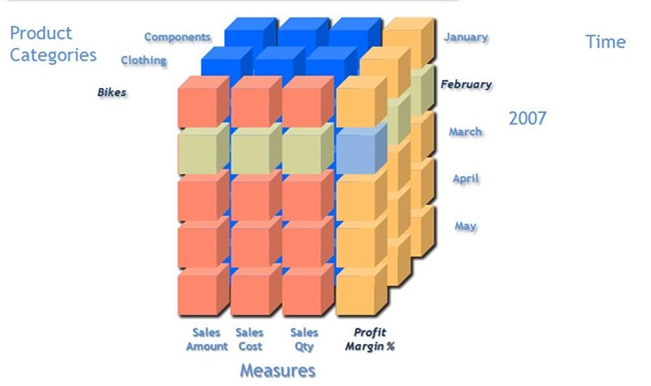 Product
Categories
Components
Clothing
Bikes
January
February
March
April
May
Time
2007
Sales
Amount
Sales
Cost
Sales
Qty
Profit
Margin %
Measures